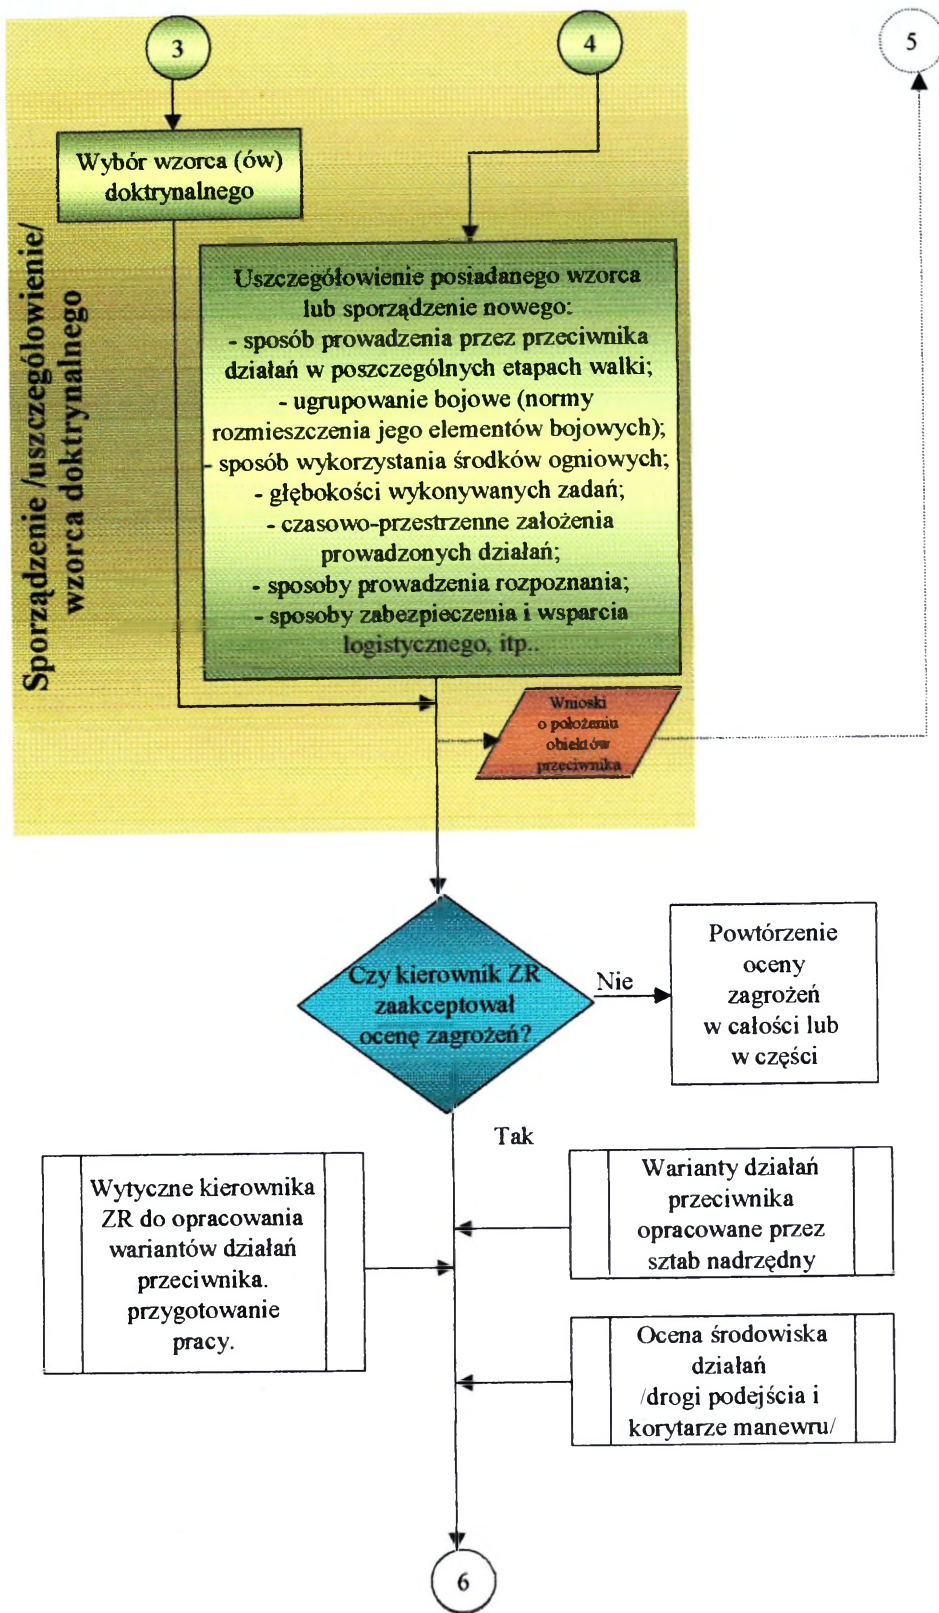 3
4
5
Wybór wzorca (ów)
doktrynalnego
Sporządzenie /uszczegółowienie/
wzorca doktrynalnego
Uszczegółowienie posiadanego wzorca
lub sporządzenie nowego:
- sposób prowadzenia przez przeciwnika
działań w poszczególnych etapach walki;
- ugrupowanie bojowe (normy
rozmieszczenia jego elementów bojowych);
- sposób wykorzystania środków ogniowych;
- głębokości wykonywanych zadań;
- czasowo-przestrzenne założenia
prowadzonych działań;
- sposoby prowadzenia rozpoznania;
- sposoby zabezpieczenia i wsparcia
logistycznego, itp..
Wnioski
o położeniu
obiektów
przeciwnika
Czy kierownik ZR
zaakceptował
ocenę zagrożeń?
Nie
Powtórzenie
oceny
zagrożeń
w całości lub
w części
Tak
Wytyczne kierownika
ZR do opracowania
wariantów działań
przeciwnika.
przygotowanie
pracy.
Warianty działań
przeciwnika
opracowane przez
sztab nadrzędny
Ocena środowiska
działań
/drogi podejścia i
korytarze manewru/
6